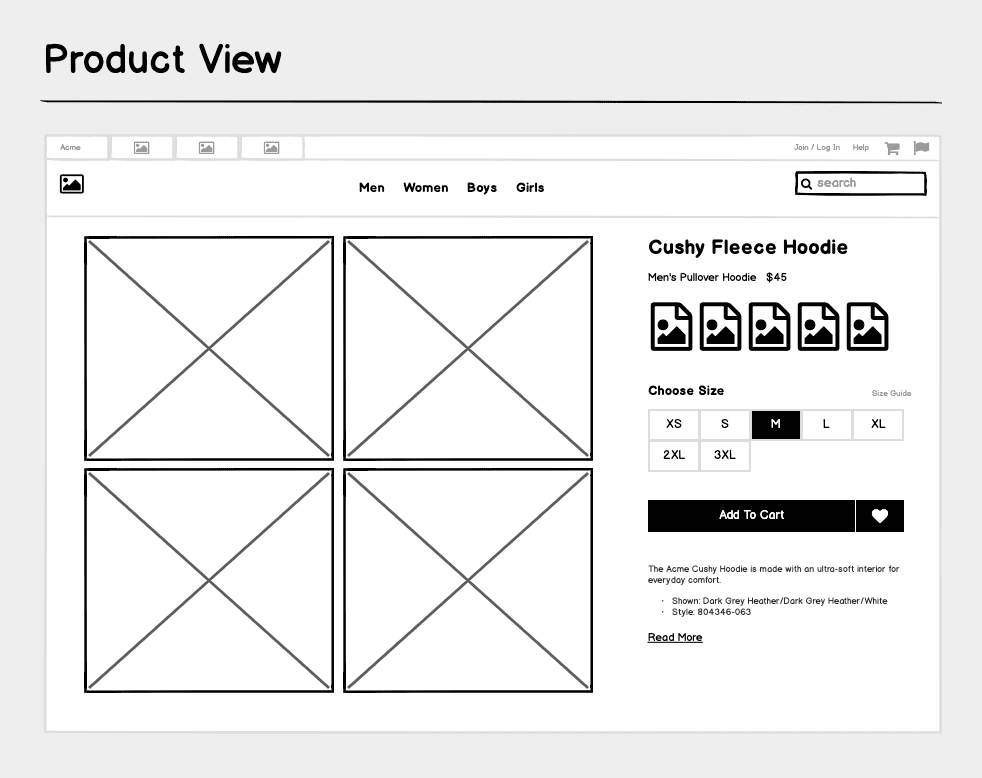 Product View
Acme
Join / Log In Help
Men Women Boys Girls
search
Cushy Fleece Hoodie
Men's Pullover Hoodie $45
Choose Size
Size Guide
XS S M L XL
2XL 3XL
Add To Cart
The Acme Cushy Hoodie is made with an ultra-soft interior for
everyday comfort.
· Shown: Dark Grey Heather/Dark Grey Heather/White
· Style: 804346-063
Read More